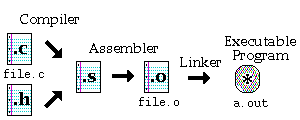 Compiler
.c
file.c
.h
Assembler
.s
.o
file.o
Linker
Executable
Program
*
a.out